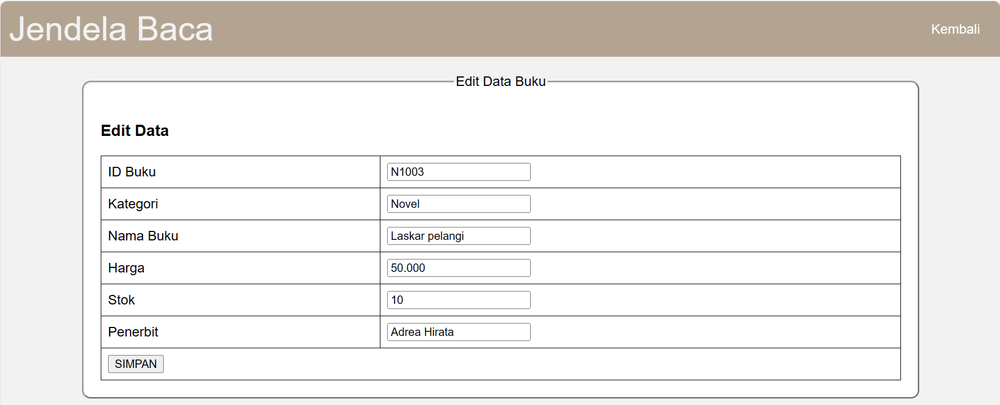 Jendela Baca
Kembali
Edit Data Buku
Edit Data
ID Buku N1003
Kategori Novel
Nama Buku Laskar pelangi
Harga 50.000
Stok 10
Penerbit Adrea Hirata
SIMPAN